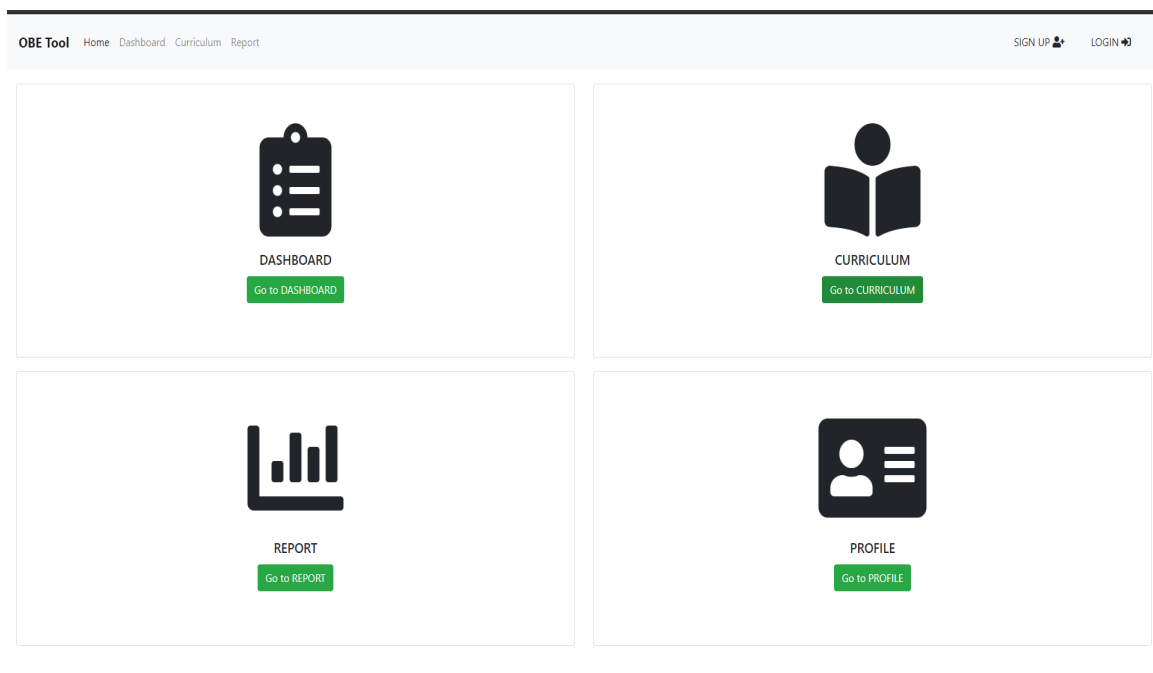 OBE Tool Home Dashboard Curriculum Report SIGN UP LOGIN
DASHBOARD
Go to DASHBOARD
CURRICULUM
Go to CURRICULUM
REPORT
Go to REPORT
PROFILE
Go to PROFILE